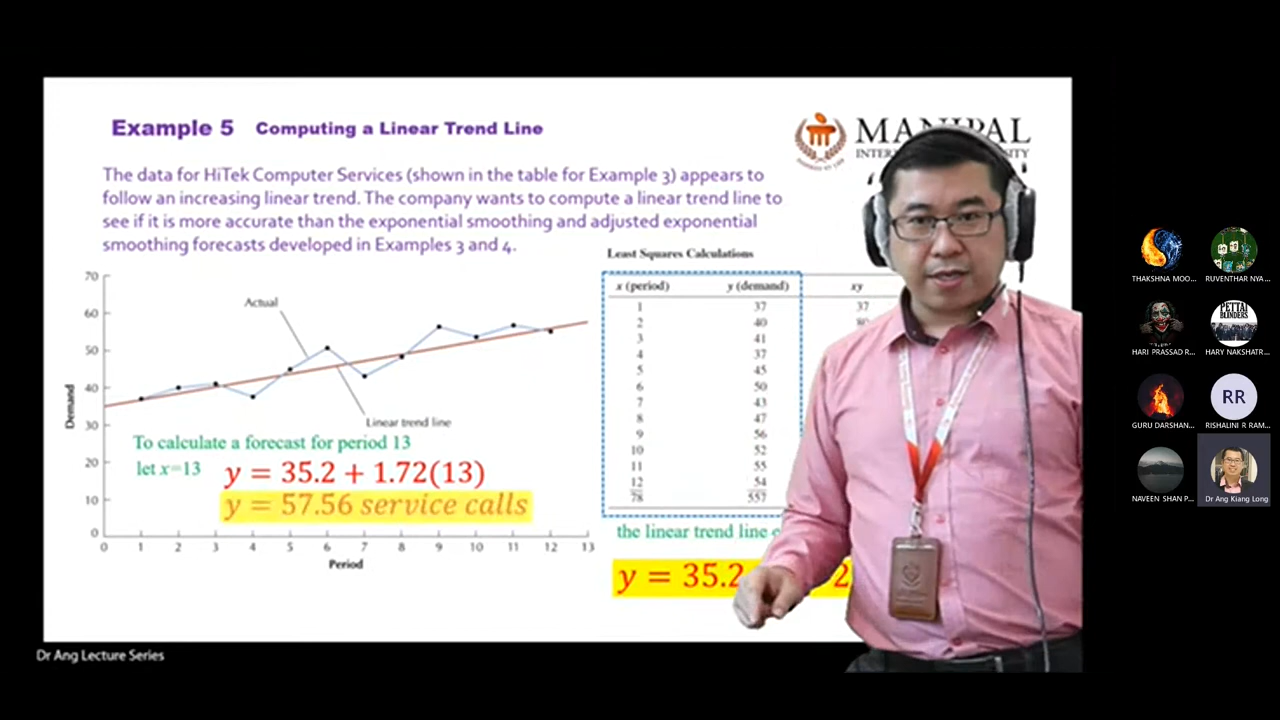 Example 5 Computing a Linear Trend Line
The data for HiTek Computer Services (shown in the table for Example 3) appears to
follow an increasing linear trend. The company wants to compute a linear trend line to
see if it is more accurate than the exponential smoothing and adjusted exponential
smoothing forecasts developed in Examples 3 and 4.
70
60
50
40
30
20
10
0
Demand
Actual
Linear trend line
To calculate a forecast for period 13
let x=13
y = 35.2 + 1.72(13)
y = 57.56 service calls
0 1 2 3 4 5 6 7 8 9 10 11 12 13
Period
Least Squares Calculations
x (period) y (demand) xy
1 37 37
2 40 80
3 41
4 37
5 45
6 50
7 43
8 47
9 56
10 52
11 55
12 54
78 557
the linear trend line
y = 35.2
2
Dr Ang Lecture Series
THAKSHNA MOO...
RUVENTHAR NYA...
HARI PRASSAD R...
PETTAI
BLINDERS
HARY NAKSHATR...
GURU DARSHAN...
RR
RISHALINI R RAM...
NAVEEN SHAN P...
Dr Ang Kiang Long